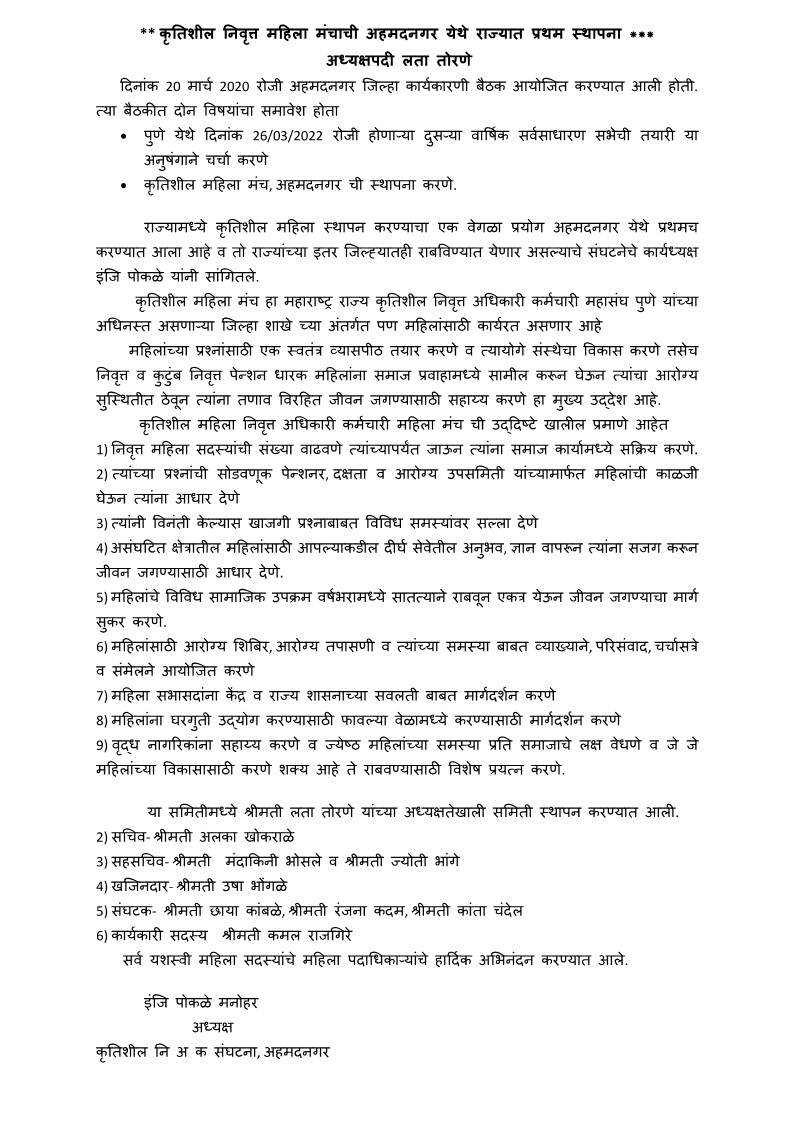 ** कृतिशील निवृत्त महिला मंचाची अहमदनगर येथे राज्यात प्रथम स्थापना ***
अध्यक्षपदी लता तोरणे
दिनांक 20 मार्च 2020 रोजी अहमदनगर जिल्हा कार्यकारणी बैठक आयोजित करण्यात आली होती.
त्या बैठकीत दोन विषयांचा समावेश होता
• पुणे येथे दिनांक 26/03/2022 रोजी होणाऱ्या दुसऱ्या वार्षिक सर्वसाधारण सभेची तयारी या
अनुषंगाने चर्चा करणे
• कृतिशील महिला मंच, अहमदनगर ची स्थापना करणे.
राज्यामध्ये कृतिशील महिला स्थापन करण्याचा एक वेगळा प्रयोग अहमदनगर येथे प्रथमच
करण्यात आला आहे व तो राज्यांच्या इतर जिल्ह्यातही राबविण्यात येणार असल्याचे संघटनेचे कार्यध्यक्ष
इंजि पोकळे यांनी सांगितले.
कृतिशील महिला मंच हा महाराष्ट्र राज्य कृतिशील निवृत्त अधिकारी कर्मचारी महासंघ पुणे यांच्या
अधिनस्त असणाऱ्या जिल्हा शाखे च्या अंतर्गत पण महिलांसाठी कार्यरत असणार आहे
महिलांच्या प्रश्नांसाठी एक स्वतंत्र व्यासपीठ तयार करणे व त्यायोगे संस्थेचा विकास करणे तसेच
निवृत्त व कुटुंब निवृत्त पेन्शन धारक महिलांना समाज प्रवाहामध्ये सामील करून घेऊन त्यांचा आरोग्य
सुस्थितीत ठेवून त्यांना तणाव विरहित जीवन जगण्यासाठी सहाय्य करणे हा मुख्य उद्देश आहे.
कृतिशील महिला निवृत्त अधिकारी कर्मचारी महिला मंच ची उद्दिष्टे खालील प्रमाणे आहेत
1) निवृत्त महिला सदस्यांची संख्या वाढवणे त्यांच्यापर्यंत जाऊन त्यांना समाज कार्यामध्ये सक्रिय करणे.
2) त्यांच्या प्रश्नांची सोडवणूक पेन्शनर, दक्षता व आरोग्य उपसमिती यांच्यामार्फत महिलांची काळजी
घेऊन त्यांना आधार देणे
3) त्यांनी विनंती केल्यास खाजगी प्रश्नाबाबत विविध समस्यांवर सल्ला देणे
4) असंघटित क्षेत्रातील महिलांसाठी आपल्याकडील दीर्घ सेवेतील अनुभव, ज्ञान वापरून त्यांना सजग करून
जीवन जगण्यासाठी आधार देणे.
5) महिलांचे विविध सामाजिक उपक्रम वर्षभरामध्ये सातत्याने राबवून एकत्र येऊन जीवन जगण्याचा मार्ग
सुकर करणे.
6) महिलांसाठी आरोग्य शिबिर, आरोग्य तपासणी व त्यांच्या समस्या बाबत व्याख्याने, परिसंवाद, चर्चासत्रे
व संमेलने आयोजित करणे
7) महिला सभासदांना केंद्र व राज्य शासनाच्या सवलती बाबत मार्गदर्शन करणे
8) महिलांना घरगुती उद्योग करण्यासाठी फावल्या वेळामध्ये करण्यासाठी मार्गदर्शन करणे
9) वृद्ध नागरिकांना सहाय्य करणे व ज्येष्ठ महिलांच्या समस्या प्रति समाजाचे लक्ष वेधणे व जे जे
महिलांच्या विकासासाठी करणे शक्य आहे ते राबवण्यासाठी विशेष प्रयत्न करणे.
या समितीमध्ये श्रीमती लता तोरणे यांच्या अध्यक्षतेखाली समिती स्थापन करण्यात आली.
2) सचिव- श्रीमती अलका खोकराळे
3) सहसचिव- श्रीमती मंदाकिनी भोसले व श्रीमती ज्योती भांगे
4) खजिनदार- श्रीमती उषा भोंगळे
5) संघटक- श्रीमती छाया कांबळे, श्रीमती रंजना कदम, श्रीमती कांता चंदेल
6) कार्यकारी सदस्य श्रीमती कमल राजगिरे
सर्व यशस्वी महिला सदस्यांचे महिला पदाधिकाऱ्यांचे हार्दिक अभिनंदन करण्यात आले.
इंजि पोकळे मनोहर
अध्यक्ष
कृतिशील नि अ क संघटना, अहमदनगर